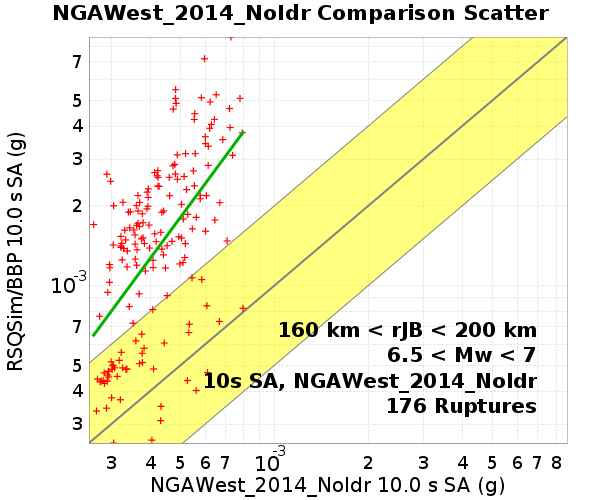 NGAWest_2014_NoIdr Comparison Scatter
RSQSim/BBP 10.0 s SA (g)
7
5
4
3
2
10-3
7
5
4
3
160 km < rJB < 200 km
6.5 < Mw < 7
10s SA, NGAWest_2014_NoIdr
176 Ruptures
3 4 5 6 7 10-3 2 3 4 5 6 7 8
NGAWest_2014_NoIdr 10.0 s SA (g)